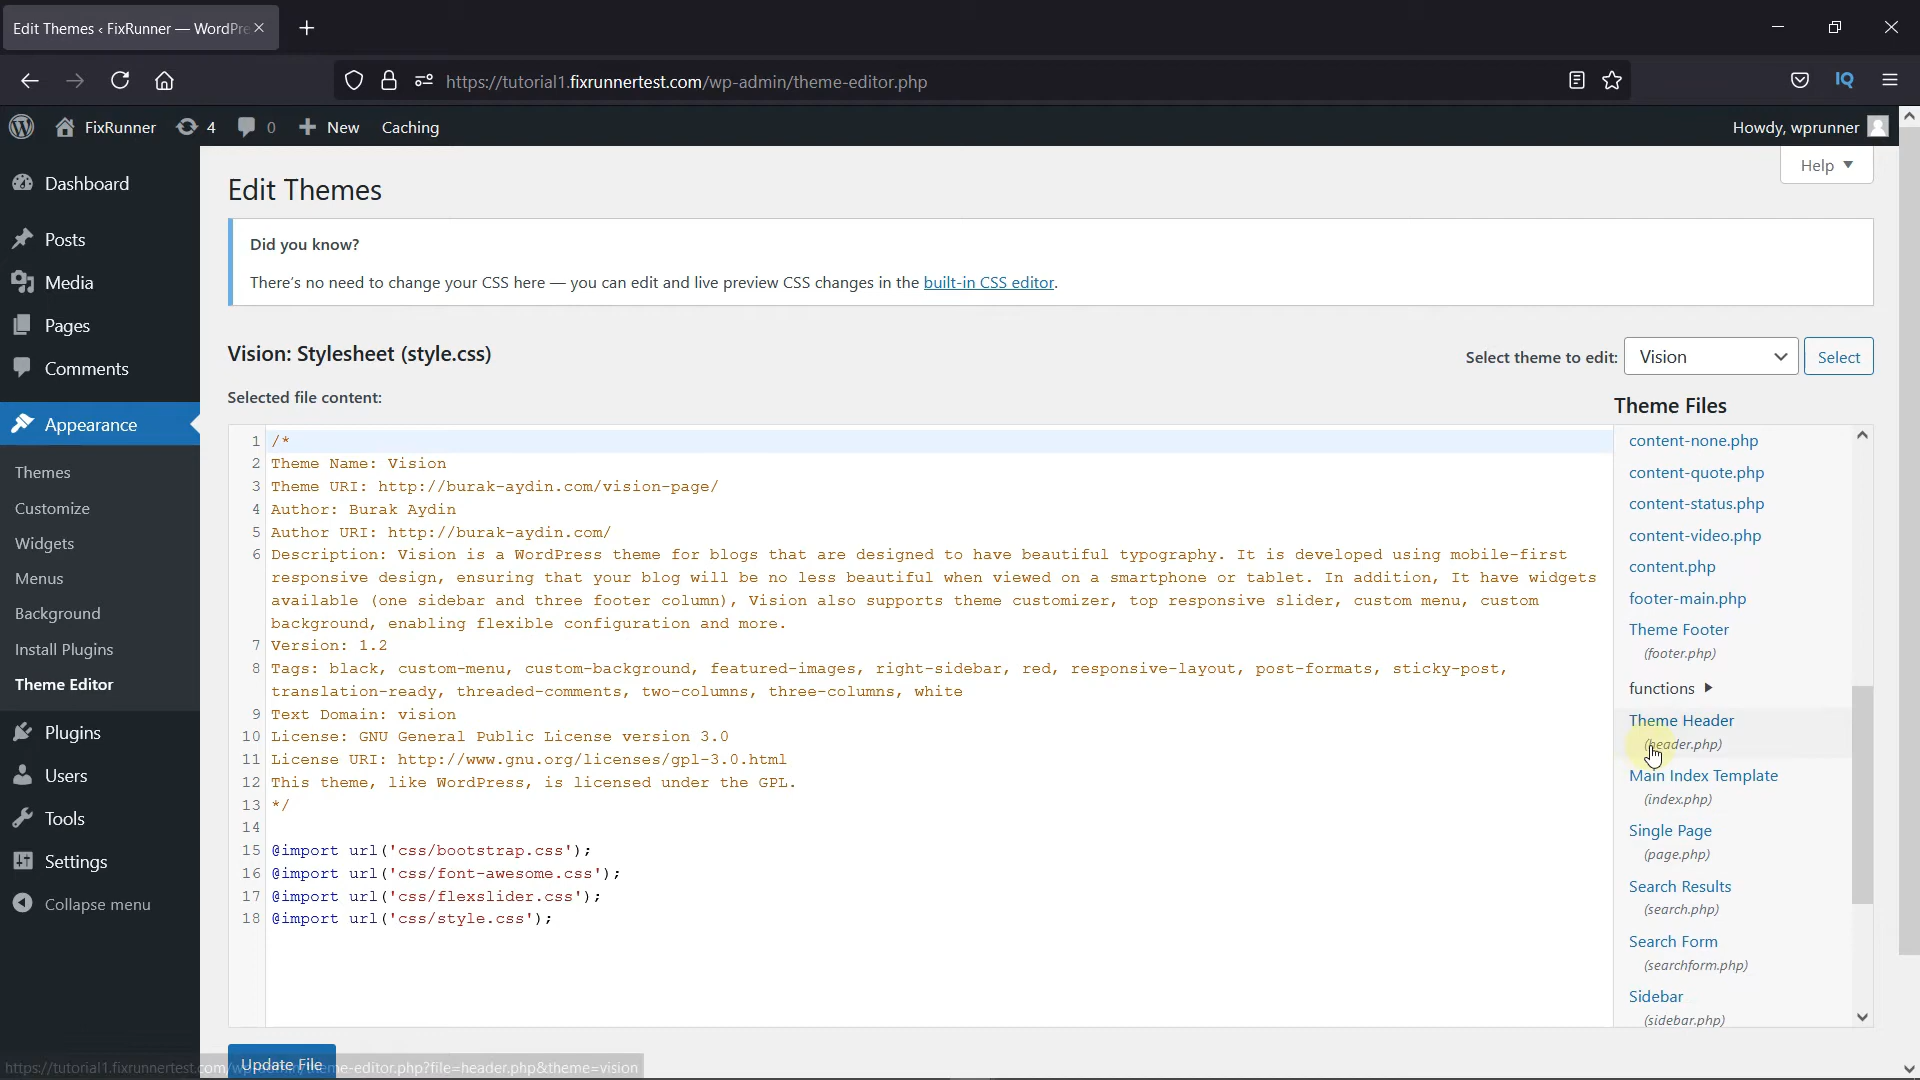 Edit Themes ‹ FixRunner — WordPre
https://tutorial1.fixrunnertest.com/wp-admin/theme-editor.php
IQ
FixRunner
4
0
New
Caching
Howdy, wprunner
Help
Dashboard
Posts
Media
Pages
Comments
Appearance
Themes
Customize
Widgets
Menus
Background
Install Plugins
Theme Editor
Plugins
Users
Tools
Settings
Collapse menu
Edit Themes
Did you know?
There's no need to change your CSS here — you can edit and live preview CSS changes in the built-in CSS editor.
Vision: Stylesheet (style.css)
Select theme to edit: Vision Select
Selected file content:
1 /*
2 Theme Name: Vision
3 Theme URI: http://burak-aydin.com/vision-page/
4 Author: Burak Aydin
5 Author URI: http://burak-aydin.com/
6 Description: Vision is a WordPress theme for blogs that are designed to have beautiful typography. It is developed using mobile-first
responsive design, ensuring that your blog will be no less beautiful when viewed on a smartphone or tablet. In addition, It have widgets
available (one sidebar and three footer column), Vision also supports theme customizer, top responsive slider, custom menu, custom
background, enabling flexible configuration and more.
7 Version: 1.2
8 Tags: black, custom-menu, custom-background, featured-images, right-sidebar, red, responsive-layout, post-formats, sticky-post,
translation-ready, threaded-comments, two-columns, three-columns, white
9 Text Domain: vision
10 License: GNU General Public License version 3.0
11 License URI: http://www.gnu.org/licenses/gpl-3.0.html
12 This theme, like WordPress, is licensed under the GPL.
13 */
14
15 @import url('css/bootstrap.css');
16 @import url('css/font-awesome.css');
17 @import url('css/flexslider.css');
18 @import url('css/style.css');
Theme Files
content-none.php
content-quote.php
content-status.php
content-video.php
content.php
footer-main.php
Theme Footer
(footer.php)
functions
Theme Header
(header.php)
Main Index Template
(index.php)
Single Page
(page.php)
Search Results
(search.php)
Search Form
(searchform.php)
Sidebar
(sidebar.php)
Update File
https://tutorial1.fixrunnertest.com/wp-admin/theme-editor.php?file=header.php&theme=vision